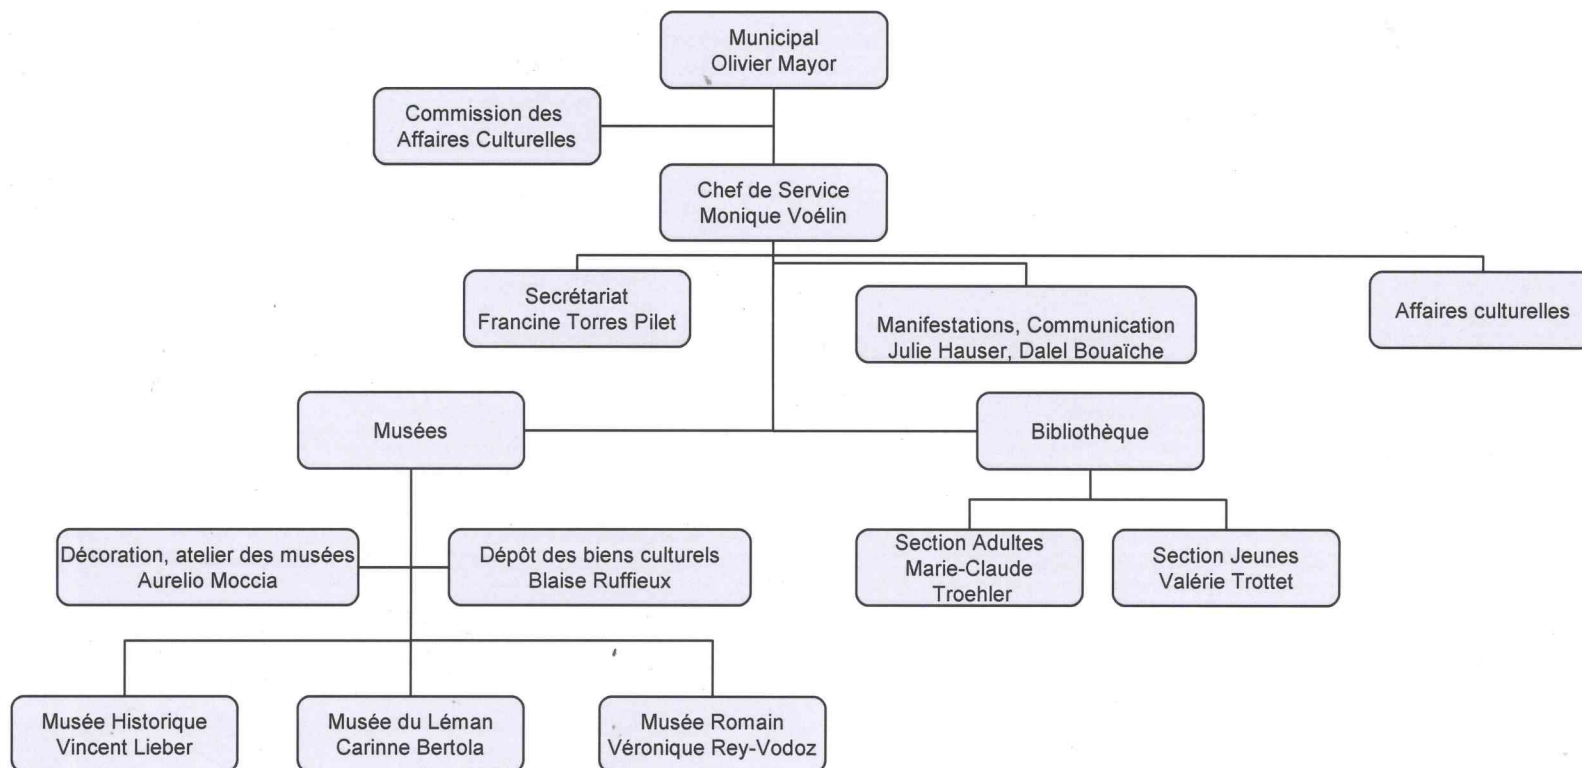 Municipal
Olivier Mayor
Commission des
Affaires Culturelles
Chef de Service
Monique Voélin
Secrétariat
Francine Torres Pilet
Manifestations, Communication
Julie Hauser, Dalel Bouaïche
Affaires culturelles
Musées
Bibliothèque
Décoration, atelier des musées
Aurelio Moccia
Dépôt des biens culturels
Blaise Ruffieux
Section Adultes
Marie-Claude
Troehler
Section Jeunes
Valérie Trottet
Musée Historique
Vincent Lieber
Musée du Léman
Carinne Bertola
Musée Romain
Véronique Rey-Vodoz